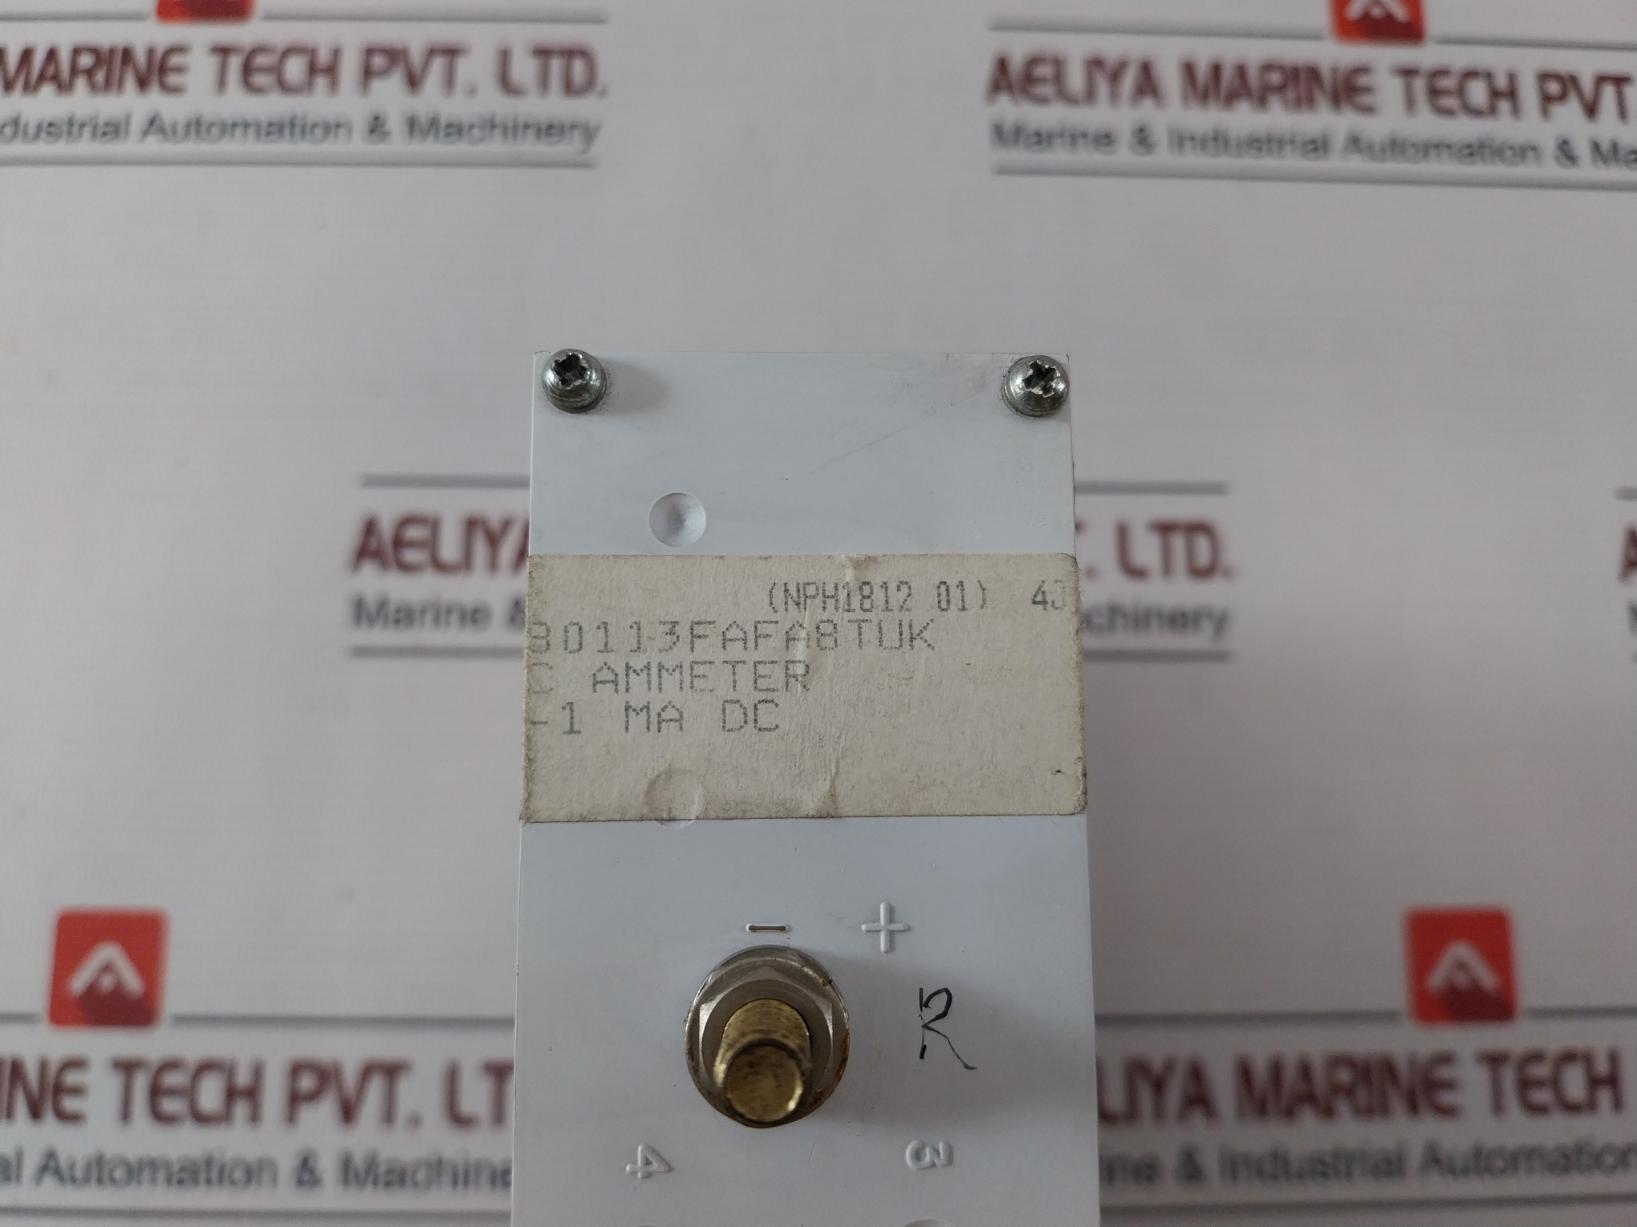 MARINE TECH PVT. LTD.
dustrial Automation & Machinery
AELIYA MARINE TECH PVT
Marine & Industrial Automation & Ma
AELIYA
Marine &
. LTD.
chinery
(NPH1812 01) 4J
80113FAFA8TUK
C AMMETER
-1 MA DC
- +
R
4 3
INE TECH PVT. LT
al Automation & Machine
LIYA MARINE TECH
ine & Industrial Automation